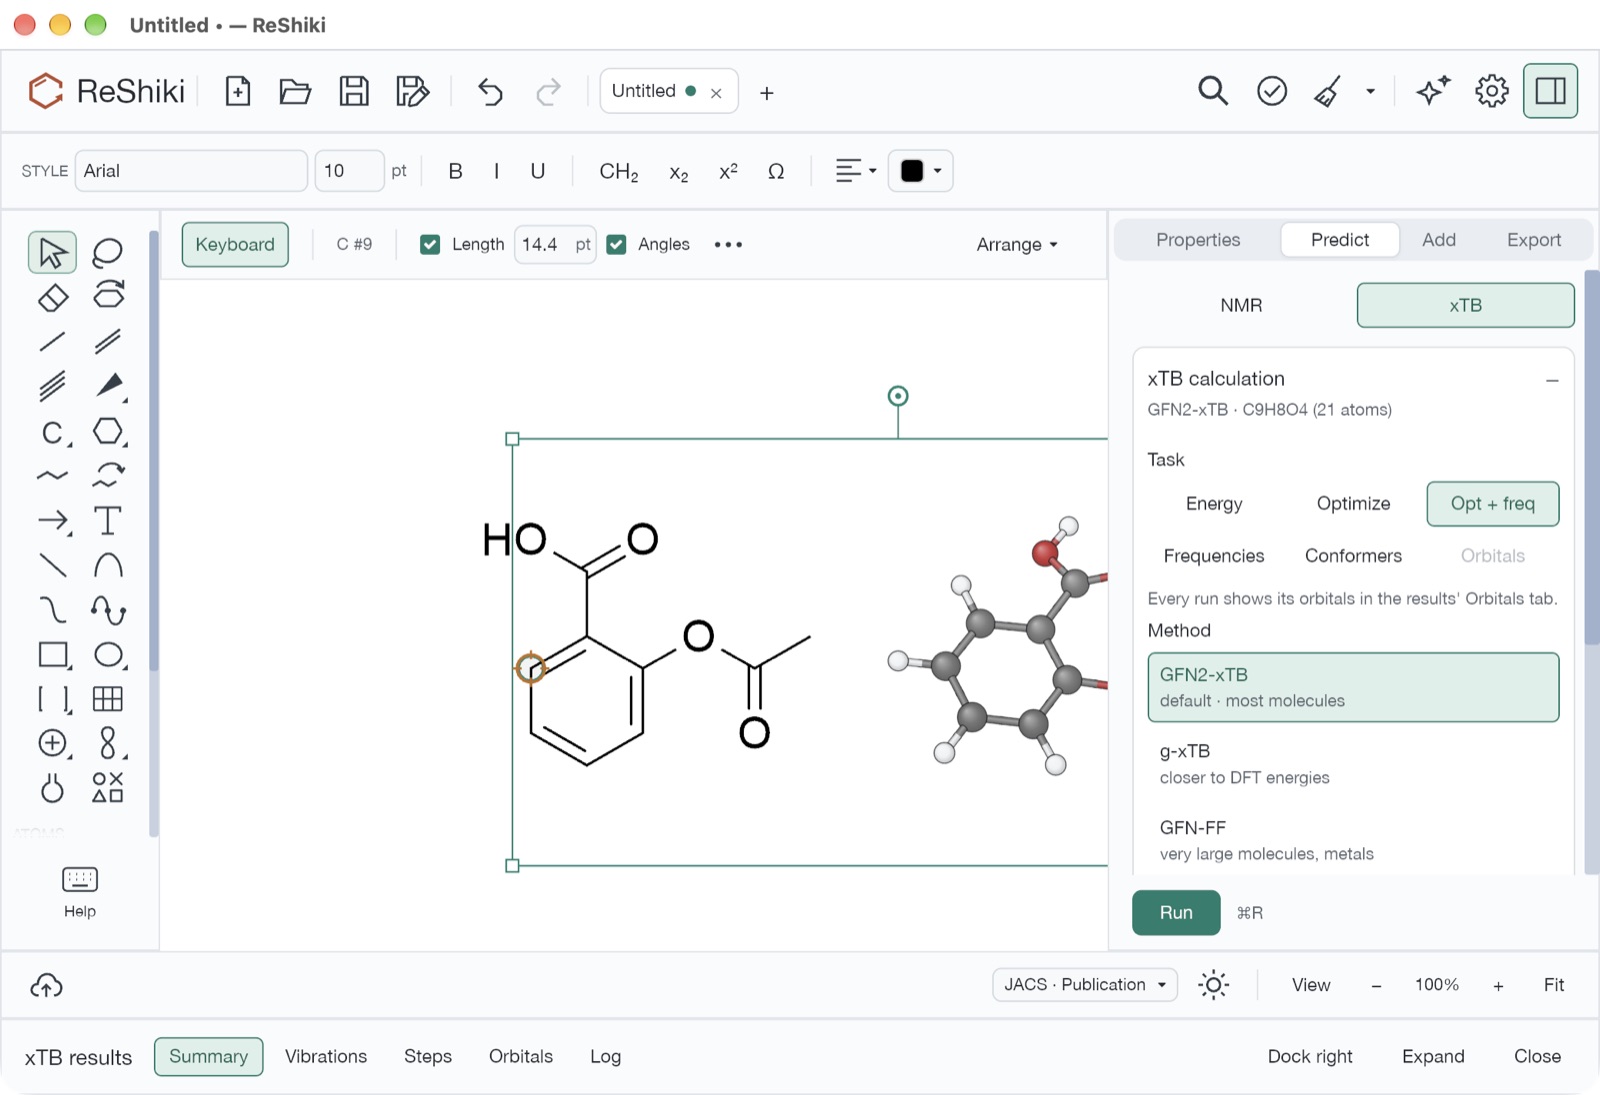 Untitled • — ReShiki
ReShiki
Untitled ● × +
STYLE Arial 10 pt B I U CH₂ x₂ x² Ω
Keyboard C #9 Length 14.4 pt Angles ••• Arrange
Properties Predict Add Export
NMR xTB
xTB calculation –
GFN2-xTB · C9H8O4 (21 atoms)
Task
Energy Optimize Opt + freq
Frequencies Conformers Orbitals
Every run shows its orbitals in the results' Orbitals tab.
Method
GFN2-xTB
default · most molecules
g-xTB
closer to DFT energies
GFN-FF
very large molecules, metals
Run ⌘R
C
T
[ ]
ATOMS
Help
HO O
O
O
JACS · Publication View – 100% + Fit
xTB results Summary Vibrations Steps Orbitals Log Dock right Expand Close